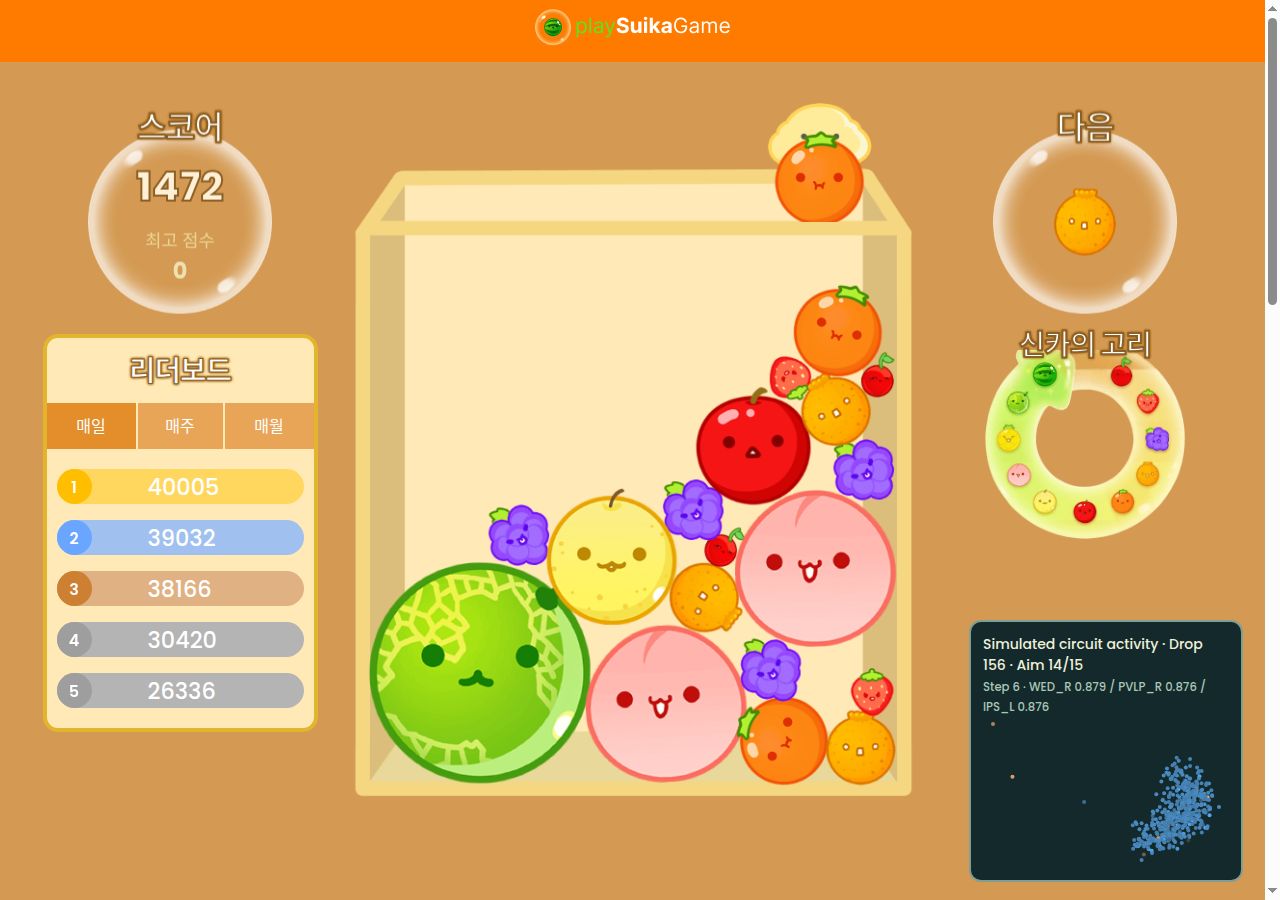 playSuikaGame
스코어
1472
최고 점수
0
리더보드
매일 매주 매월
1 40005
2 39032
3 38166
4 30420
5 26336
다음
신카의 고리
Simulated circuit activity · Drop
156 · Aim 14/15
Step 6 · WED_R 0.879 / PVLP_R 0.876 /
IPS_L 0.876